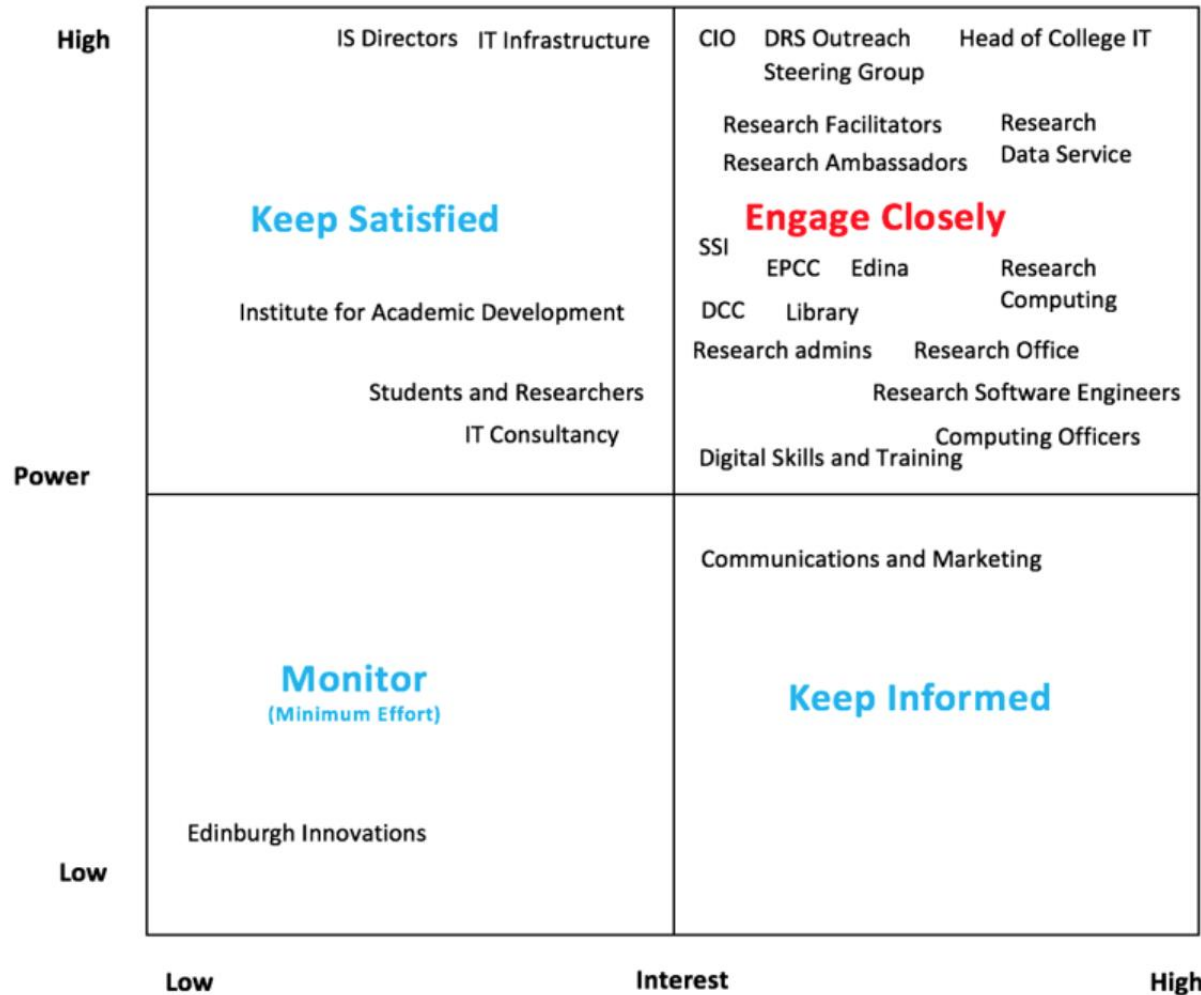 High
IS Directors
IT Infrastructure
CIO
DRS Outreach
Steering Group
Head of College IT
Research Facilitators
Research Ambassadors
Research
Data Service
Keep Satisfied
Engage Closely
SSI
EPCC
Edina
Research
Computing
Institute for Academic Development
DCC
Library
Research admins
Research Office
Students and Researchers
Research Software Engineers
IT Consultancy
Computing Officers
Digital Skills and Training
Power
Communications and Marketing
Monitor
(Minimum Effort)
Keep Informed
Edinburgh Innovations
Low
Low
Interest
High